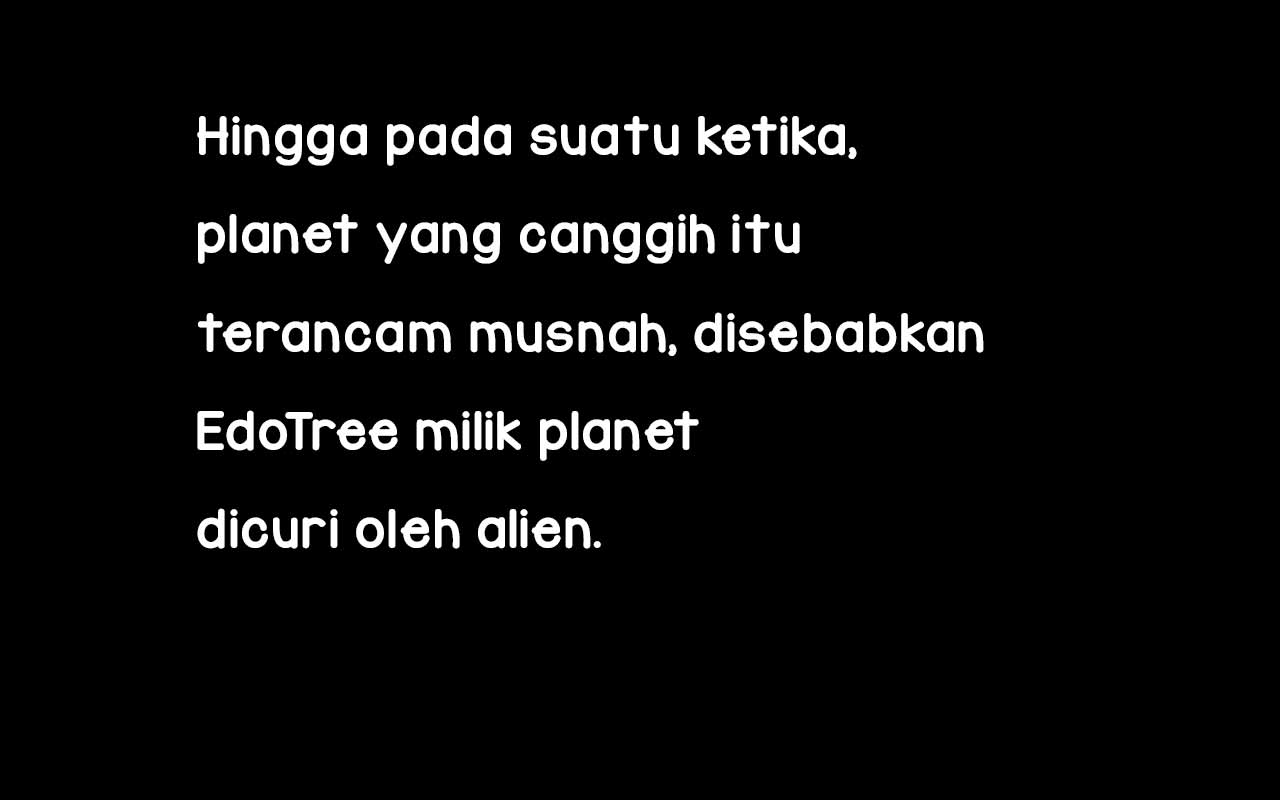 Hingga pada suatu ketika,
planet yang canggih itu
terancam musnah, disebabkan
EdoTree milik planet
dicuri oleh alien.